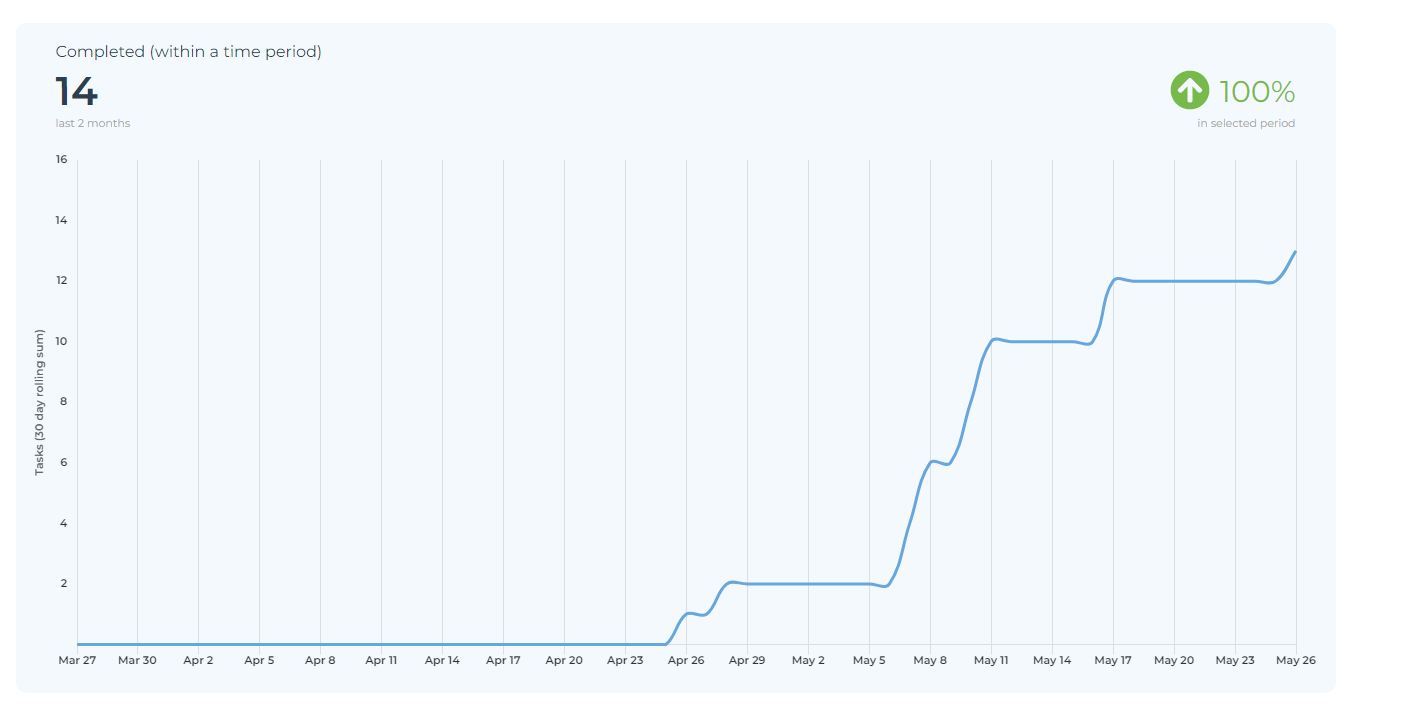 Completed (within a time period)
14
100%
last 2 months
in selected period
16
14
12
10
8
6
4
2
Tasks (30 day rolling sum)
Mar 27 Mar 30 Apr 2 Apr 5 Apr 8 Apr 11 Apr 14 Apr 17 Apr 20 Apr 23 Apr 26 Apr 29 May 2 May 5 May 8 May 11 May 14 May 17 May 20 May 23 May 26